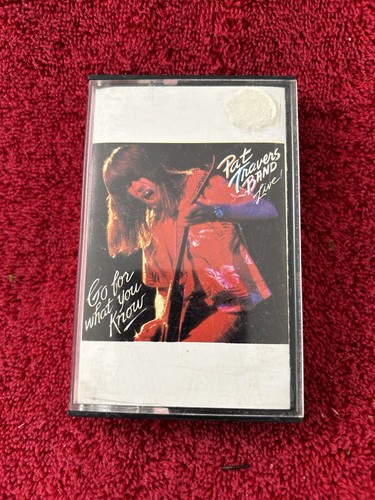 Pat
Travers
BAND
Live!
Go for
what you
Know